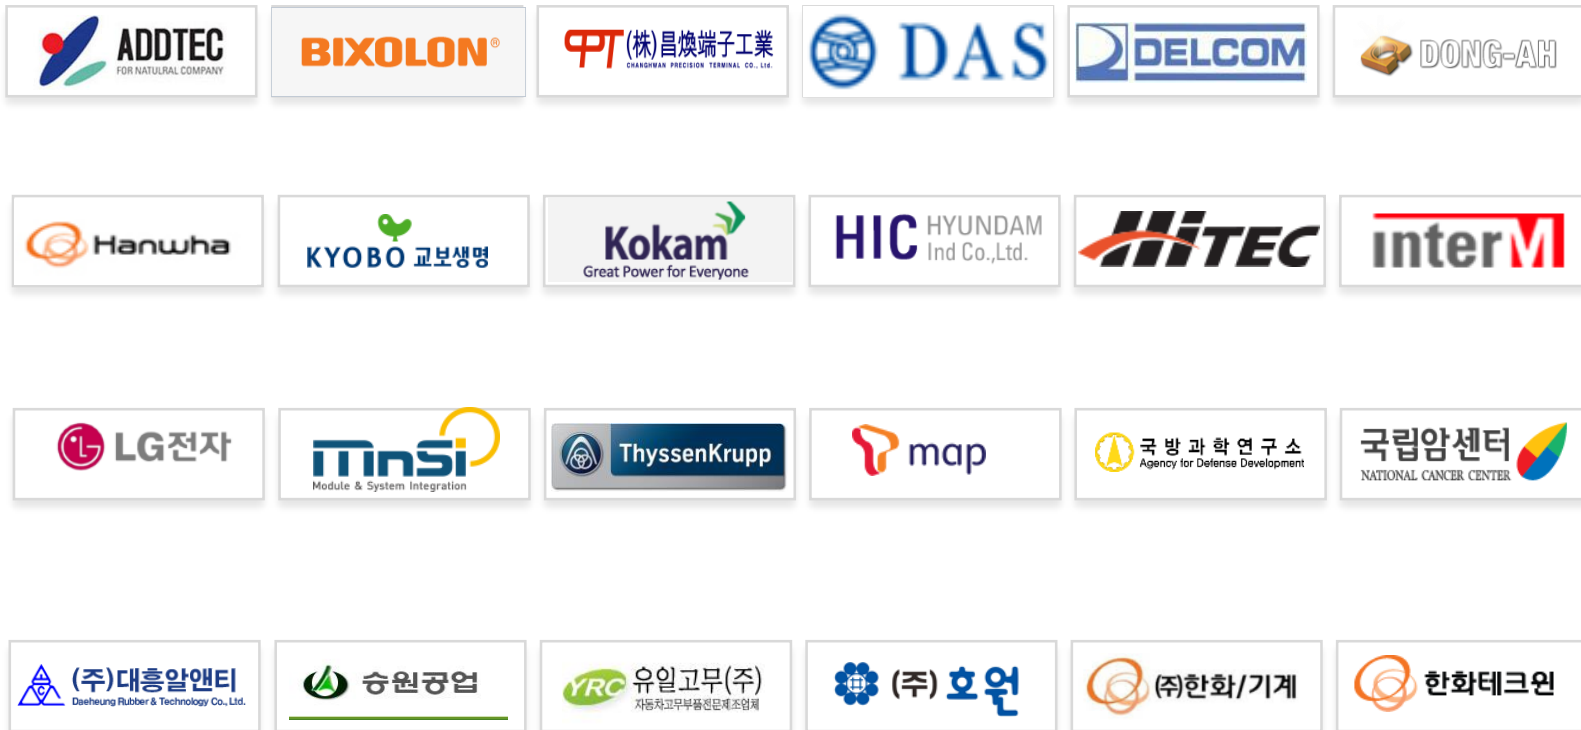 ADDTEC
FOR NATULRAL COMPANY
BIXOLON®
CPT (株)昌煥端子工業
CHANGHWAN PRECISION TERMINAL CO., Ltd.
DAS
DELCOM
DONG-AH
Hanwha
KYOBO 교보생명
Kokam
Great Power for Everyone
HIC HYUNDAM
Ind Co.,Ltd.
HiTEC
interM
LG전자
mnSi
Module & System Integration
ThyssenKrupp
T map
국방과학연구소
Agency for Defense Development
국립암센터
NATIONAL CANCER CENTER
(주)대흥알앤티
Daeheung Rubber & Technology Co., Ltd.
승원공업
YRC 유일고무(주)
자동차고무부품전문제조업체
(주)호원
(주)한화/기계
한화테크윈